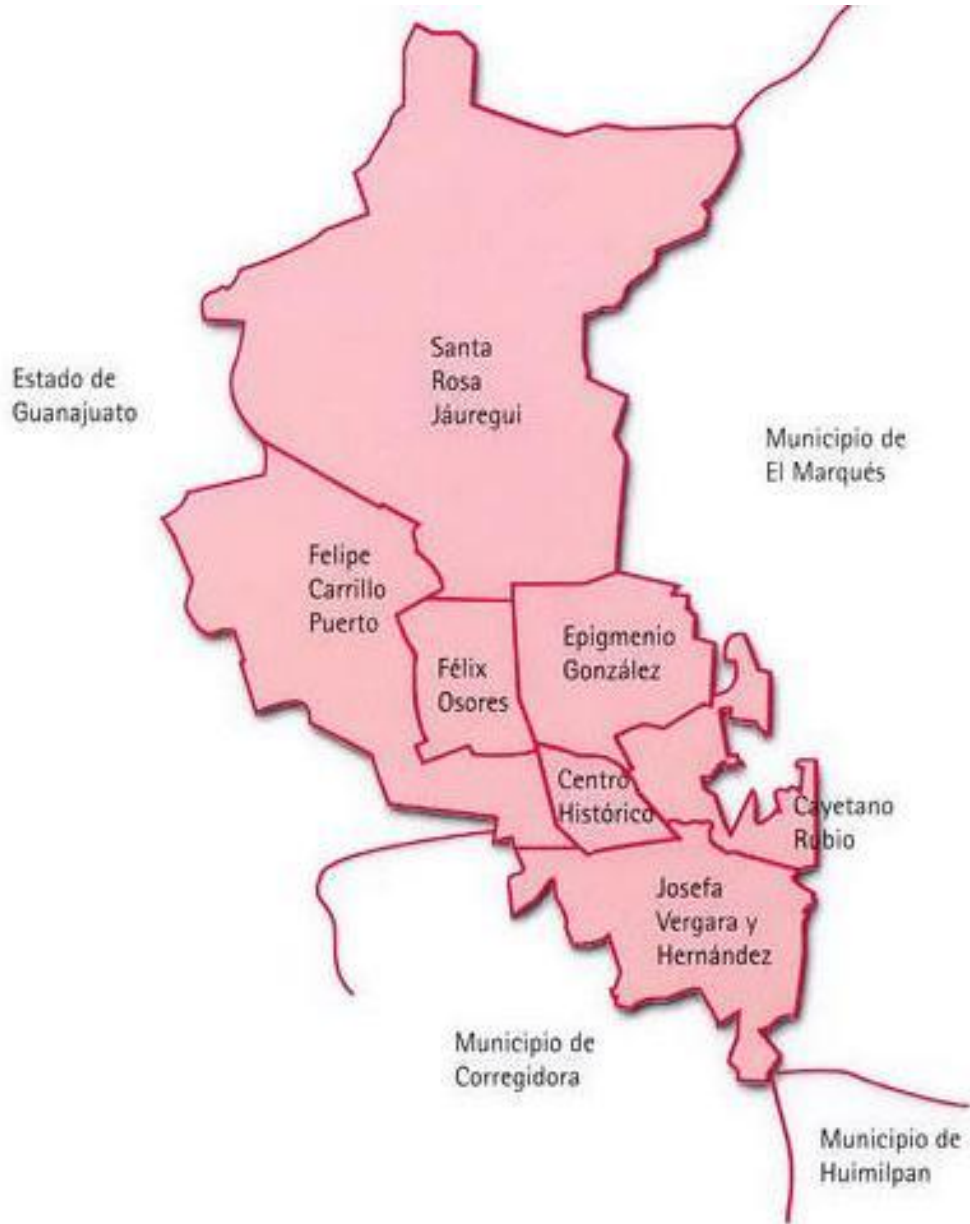 Santa
Rosa
Jáuregui
Estado de
Guanajuato
Municipio de
El Marqués
Felipe
Carrillo
Puerto
Epigmenio
González
Félix
Osores
Centro
Histórico
Cayetano
Rubio
Josefa
Vergara y
Hernández
Municipio de
Corregidora
Municipio de
Huimilpan